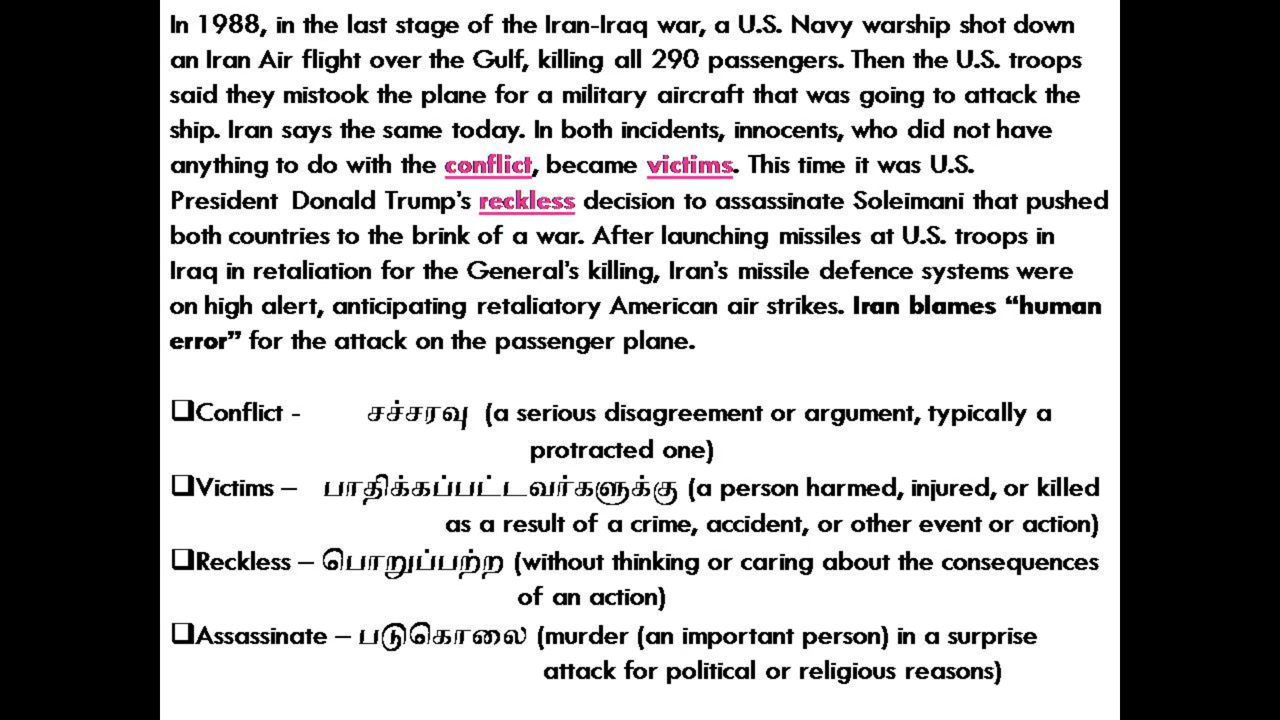 In 1988, in the last stage of the Iran-Iraq war, a U.S. Navy warship shot down
an Iran Air flight over the Gulf, killing all 290 passengers. Then the U.S. troops
said they mistook the plane for a military aircraft that was going to attack the
ship. Iran says the same today. In both incidents, innocents, who did not have
anything to do with the conflict, became victims. This time it was U.S.
President Donald Trump's reckless decision to assassinate Soleimani that pushed
both countries to the brink of a war. After launching missiles at U.S. troops in
Iraq in retaliation for the General's killing, Iran's missile defence systems were
on high alert, anticipating retaliatory American air strikes. Iran blames “human
error” for the attack on the passenger plane.
❑Conflict - சச்சரவு (a serious disagreement or argument, typically a
protracted one)
❑Victims – பாதிக்கப்பட்டவர்களுக்கு (a person harmed, injured, or killed
as a result of a crime, accident, or other event or action)
❑Reckless – பொறுப்பற்ற (without thinking or caring about the consequences
of an action)
❑Assassinate – படுகொலை (murder (an important person) in a surprise
attack for political or religious reasons)